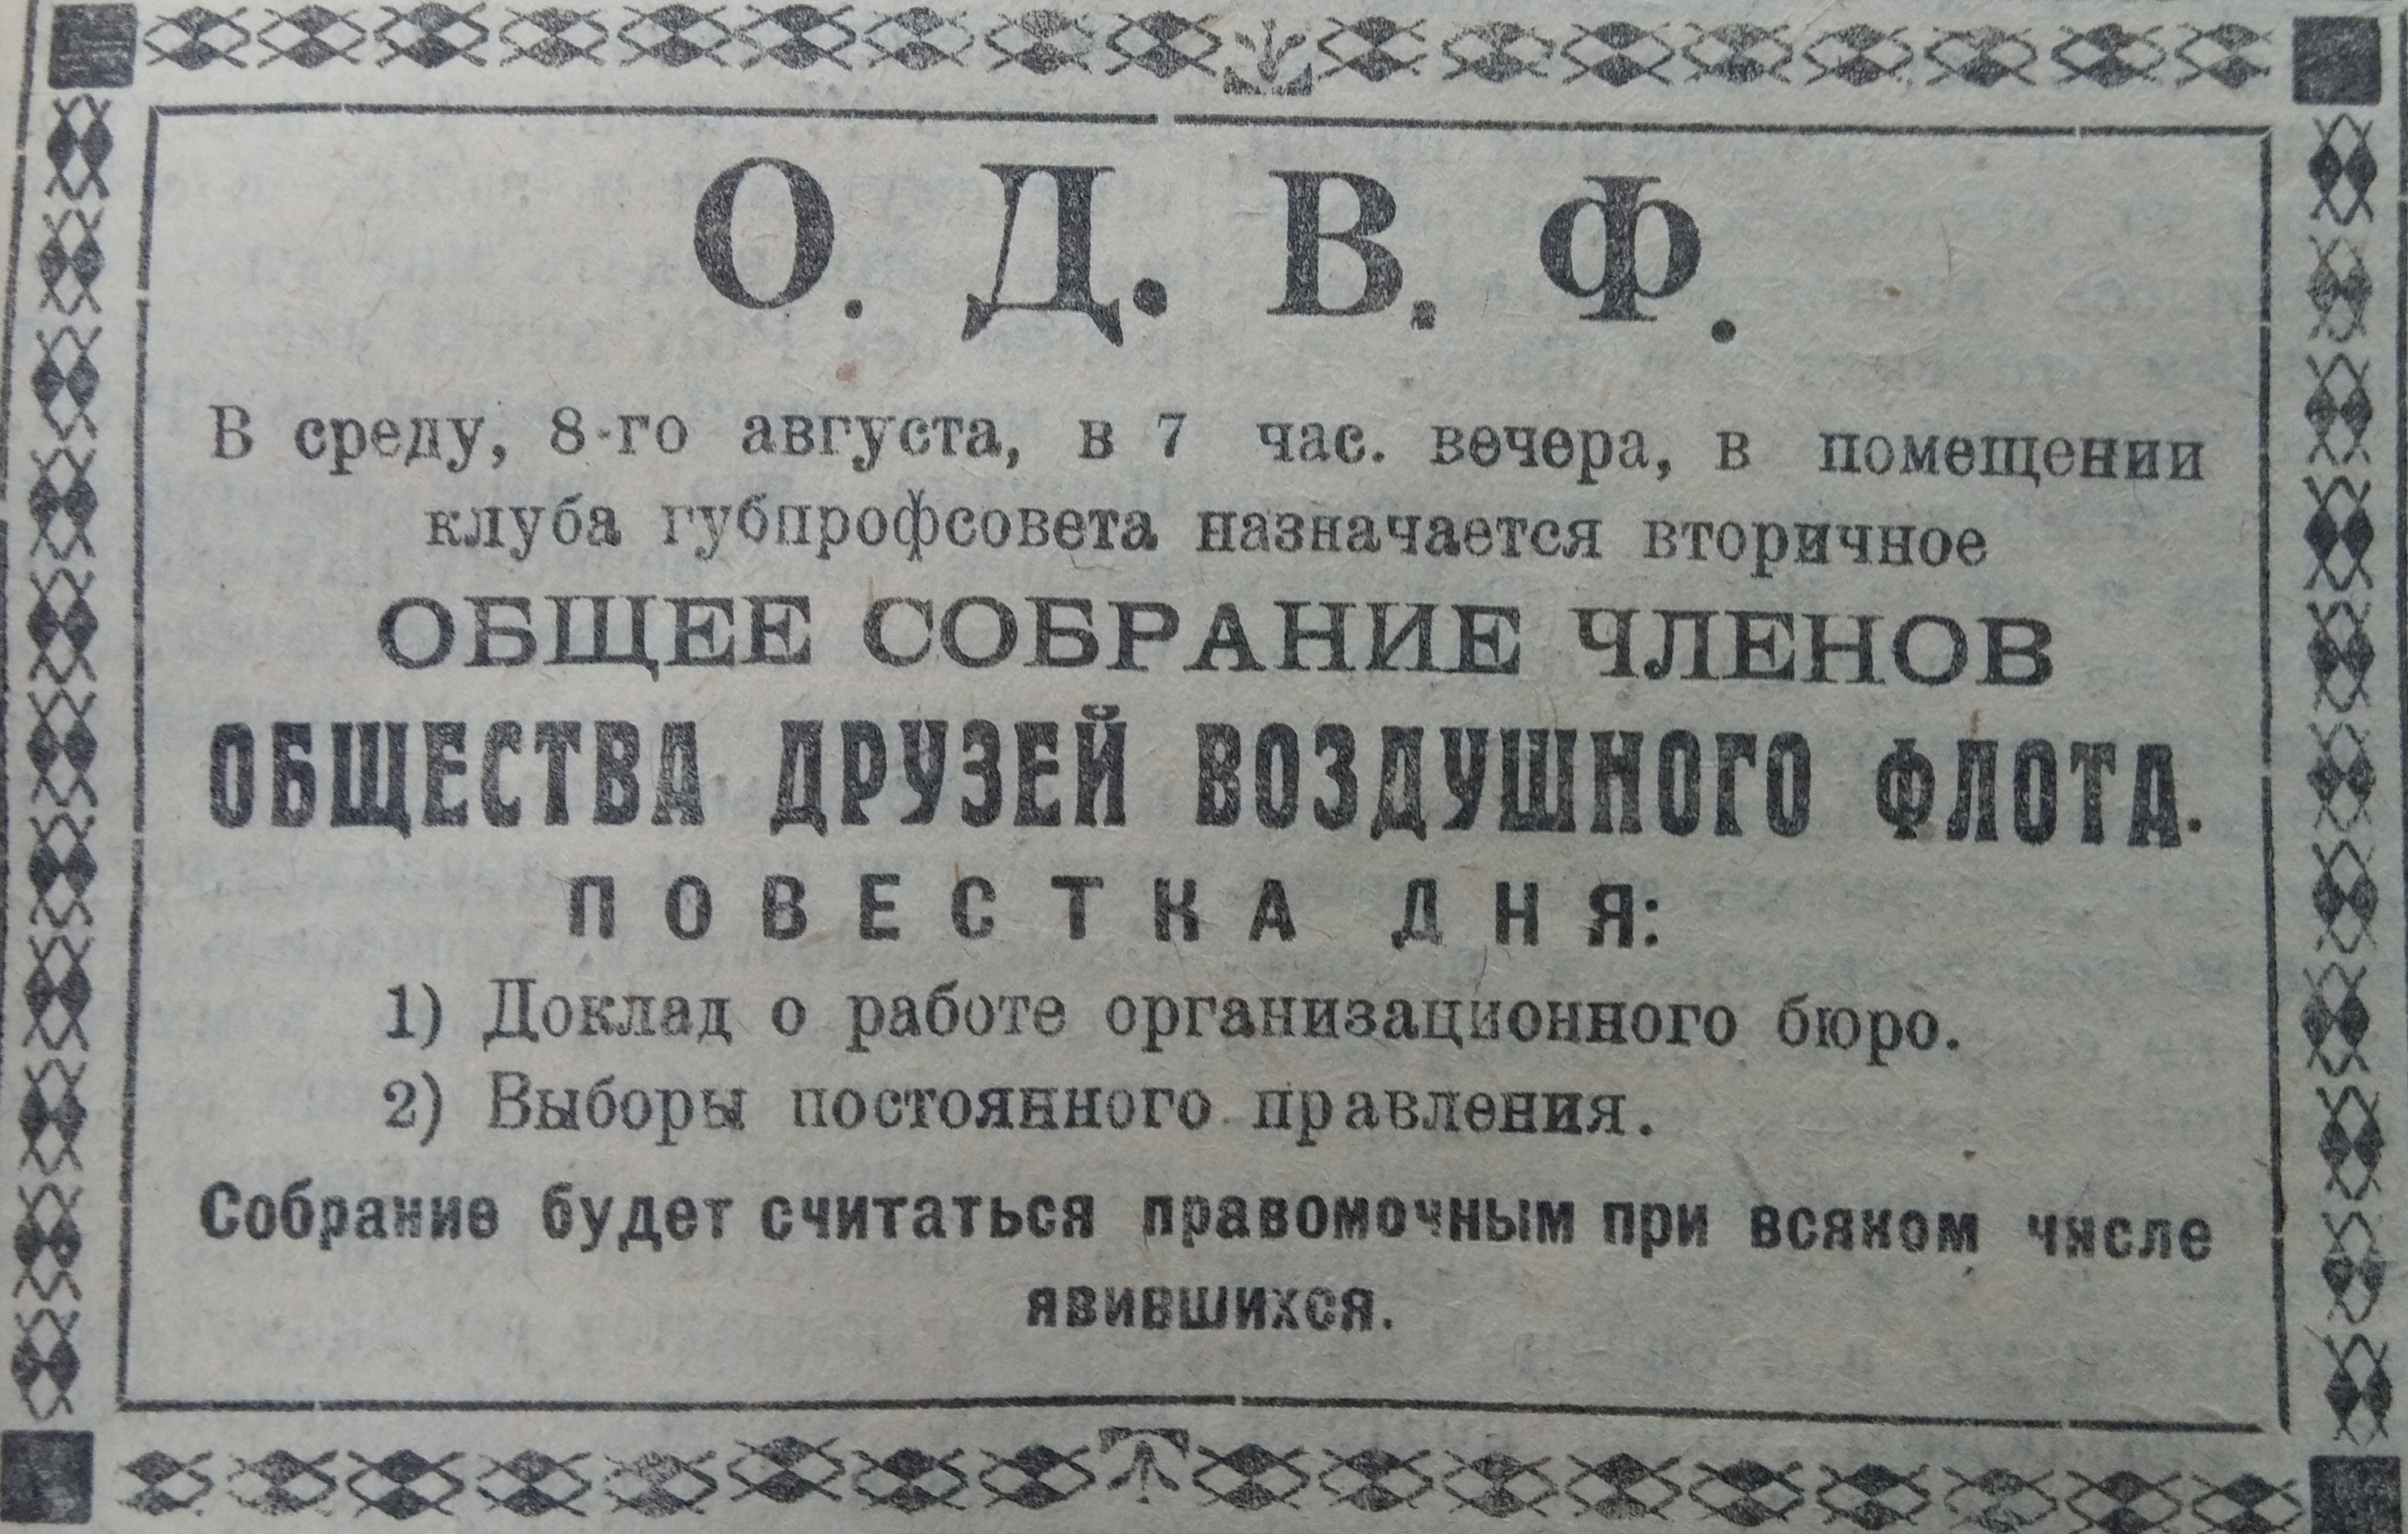 О. Д. В. Ф.
В среду, 8-го августа, в 7 час. вечера, в помещении
клуба губпрофсовета назначается вторичное
ОБЩЕЕ СОБРАНИЕ ЧЛЕНОВ
ОБЩЕСТВА ДРУЗЕЙ ВОЗДУШНОГО ФЛОТА.
ПОВЕСТКА ДНЯ:
1) Доклад о работе организационного бюро.
2) Выборы постоянного правления.
Собрание будет считаться правомочным при всяком числе
явившихся.